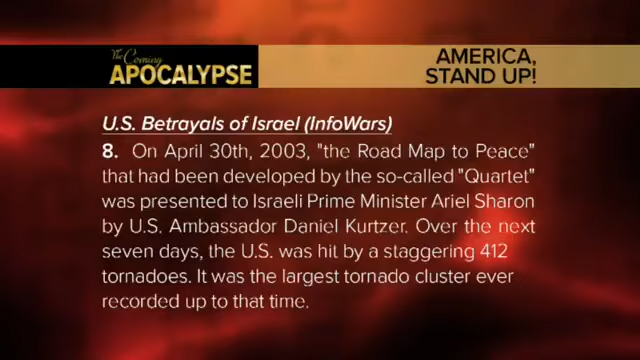 The Coming
APOCALYPSE
AMERICA,
STAND UP!
U.S. Betrayals of Israel (InfoWars)
8. On April 30th, 2003, "the Road Map to Peace"
that had been developed by the so-called "Quartet"
was presented to Israeli Prime Minister Ariel Sharon
by U.S. Ambassador Daniel Kurtzer. Over the next
seven days, the U.S. was hit by a staggering 412
tornadoes. It was the largest tornado cluster ever
recorded up to that time.